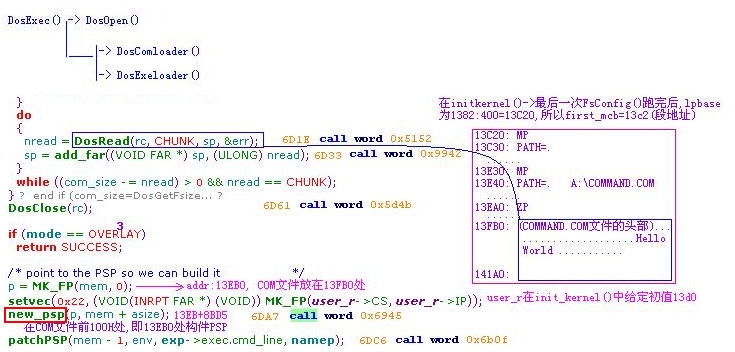 DosExec() -> DosOpen()
|-> DosComloader()
|-> DosExeloader()
}
do
{
nread = DosRead(rc, CHUNK, sp, &err); 6D1E call word 0x5152
sp = add_far((VOID FAR *) sp, (ULONG) nread); 6D33 call word 0x9942
}
while ((com_size -= nread) > 0 && nread == CHUNK);
} ? end if (com_size=DosGetFsize... ?
DosClose(rc); 6D61 call word 0x5d4b
3
if (mode == OVERLAY)
return SUCCESS;
/* point to the PSP so we can build it */
p = MK_FP(mem, 0); addr:13EB0, COM文件放在13FB0处
setvec(0x22, (VOID(INRPT FAR *) (VOID)) MK_FP(user_r->CS, user_r->IP)); user_r在init_kernel()中给定初值13d0
new_psp(p, mem + asize); 13EB+8BD5 6DA7 call word 0x6945
在COM文件前100H处,即13EB0处构件PSP
patchPSP(mem - 1, env, exp->exec.cmd_line, namep); 6DC6 call word 0x6b0f
在initkernel()->最后一次FsConfig()跑完后,lpbase
为1382:400=13C20,所以first_mcb=13c2(段地址)
13C20: MP
13C30: PATH=.
......
13E30: MP
13E40: PATH=. A:\COMMAND.COM
......
13EA0: ZP
......
13FB0: (COMMAND.COM文件的头部)...
..................Hello
World ...........
141A0: